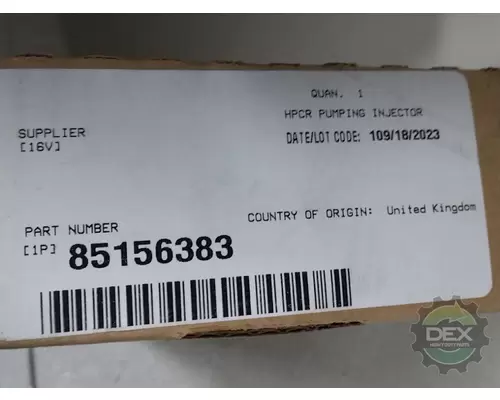 QUAN. 1
HPCR PUMPING INJECTOR
SUPPLIER
[16V]
DATE/LOT CODE: 109/18/2023
PART NUMBER
[1P] 85156383
COUNTRY OF ORIGIN: United Kingdom
DEX